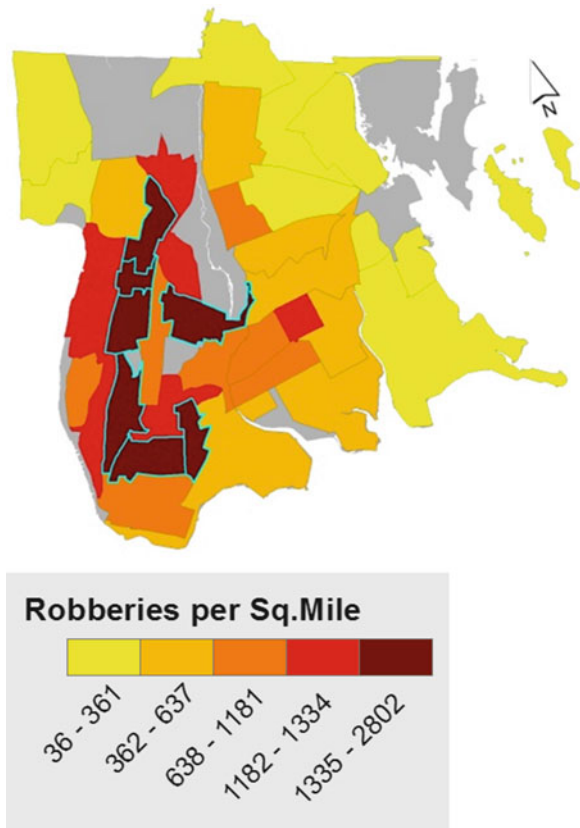 N
Robberies per Sq.Mile
36 - 361
362 - 637
638 - 1181
1182 - 1334
1335 - 2802